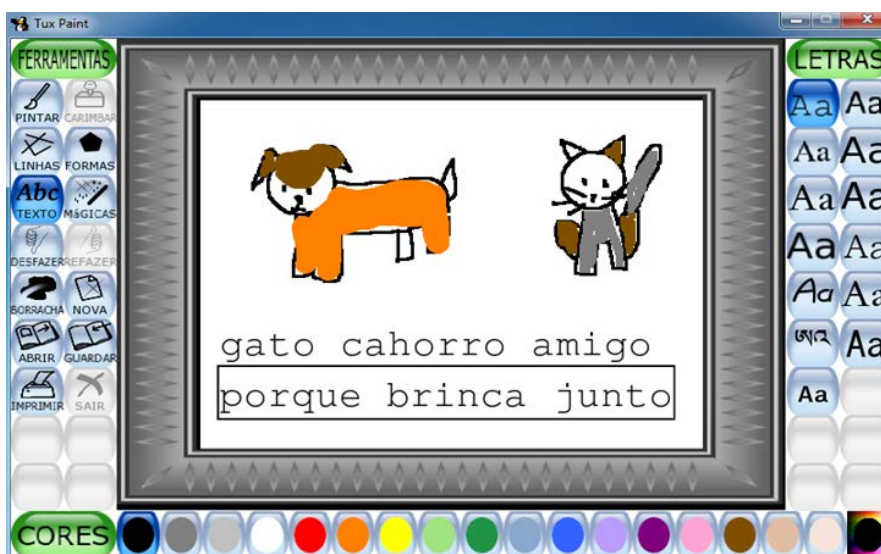 Tux Paint
FERRAMENTAS
LETRAS
PINTAR CARIMBAR
Aa Aa
LINHAS FORMAS
Aa Aa
Abc
TEXTO MáGICAS
Aa Aa
DESFAZER REFAZER
Aa Aa
BORRACHA NOVA
Aa Aa
ABRIR GUARDAR
Aa
IMPRIMIR SAIR
Aa
gato cahorro amigo
porque brinca junto
CORES